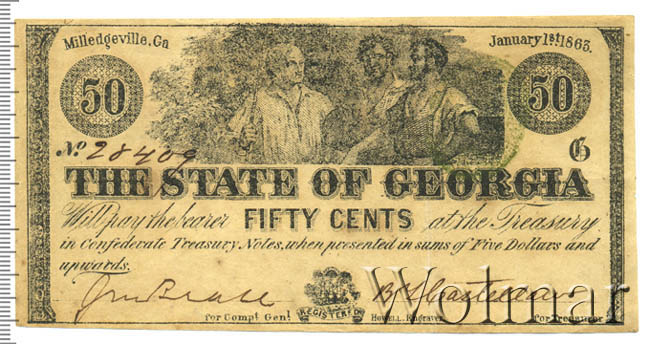 Milledgeville, Ga January 1st. 1863.
50 50
No. 28409 G
THE STATE OF GEORGIA
Will pay the bearer FIFTY CENTS at the Treasury
in Confederate Treasury Notes, when presented in sums of Five Dollars and
upwards.
for Compt Genl. REGISTERED Howell. Engraver. for Treasurer
Wolmar